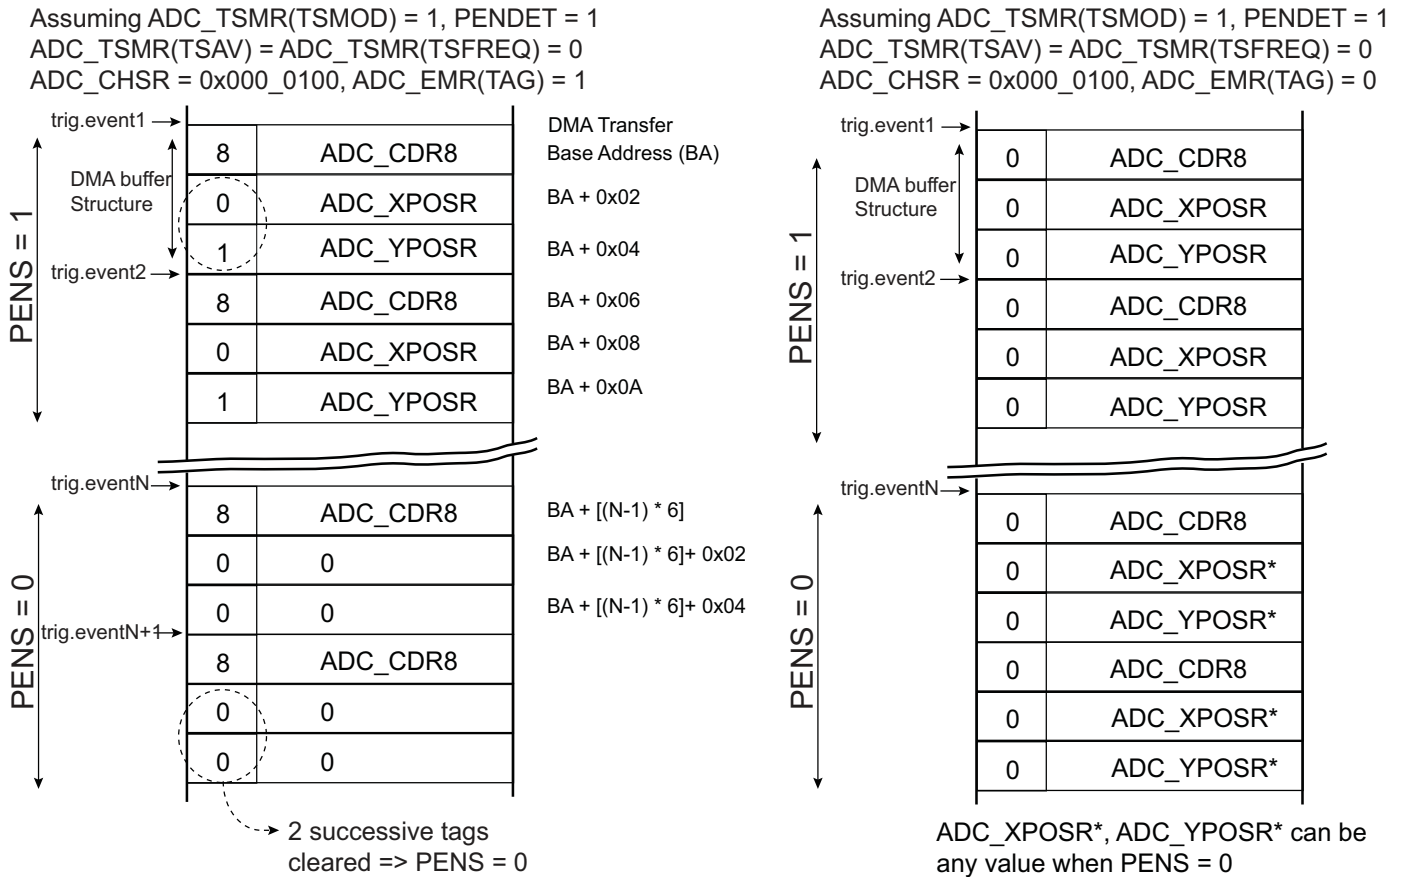 Assuming ADC_TSMR(TSMOD) = 1, PENDET = 1
ADC_TSMR(TSAV) = ADC_TSMR(TSFREQ) = 0
ADC_CHSR = 0x000_0100, ADC_EMR(TAG) = 1
trig.event1
DMA Transfer
8 ADC_CDR8 Base Address (BA)
DMA buffer
Structure
0 ADC_XPOSR BA + 0x02
1 ADC_YPOSR BA + 0x04
PENS = 1
trig.event2
8 ADC_CDR8 BA + 0x06
0 ADC_XPOSR BA + 0x08
1 ADC_YPOSR BA + 0x0A
trig.eventN
8 ADC_CDR8 BA + [(N-1) * 6]
0 0 BA + [(N-1) * 6]+ 0x02
0 0 BA + [(N-1) * 6]+ 0x04
PENS = 0
trig.eventN+1
8 ADC_CDR8
0 0
0 0
2 successive tags
cleared => PENS = 0
Assuming ADC_TSMR(TSMOD) = 1, PENDET = 1
ADC_TSMR(TSAV) = ADC_TSMR(TSFREQ) = 0
ADC_CHSR = 0x000_0100, ADC_EMR(TAG) = 0
trig.event1
0 ADC_CDR8
DMA buffer
Structure
0 ADC_XPOSR
0 ADC_YPOSR
PENS = 1
trig.event2
0 ADC_CDR8
0 ADC_XPOSR
0 ADC_YPOSR
trig.eventN
0 ADC_CDR8
0 ADC_XPOSR*
0 ADC_YPOSR*
PENS = 0
0 ADC_CDR8
0 ADC_XPOSR*
0 ADC_YPOSR*
ADC_XPOSR*, ADC_YPOSR* can be
any value when PENS = 0